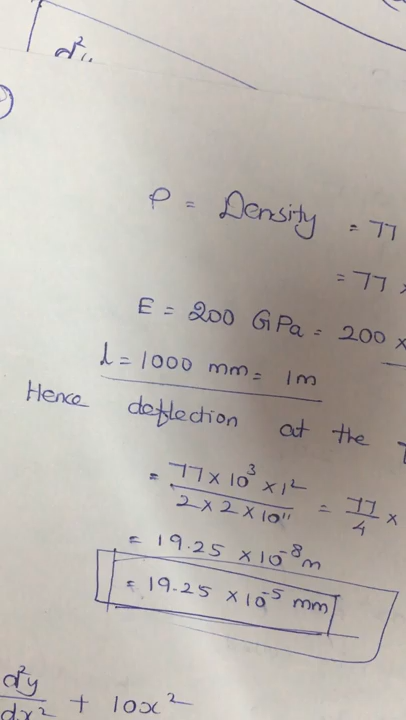 d²
ρ = Density = 77
= 77 ×
E = 200 GPa = 200 ×
l = 1000 mm = 1m
Hence deflection at the
= 77 × 10³ × 1² / 2 × 2 × 10¹¹ = 77/4 ×
= 19.25 × 10⁻⁸ m
= 19.25 × 10⁻⁵ mm
d²y/dx² + 10x²